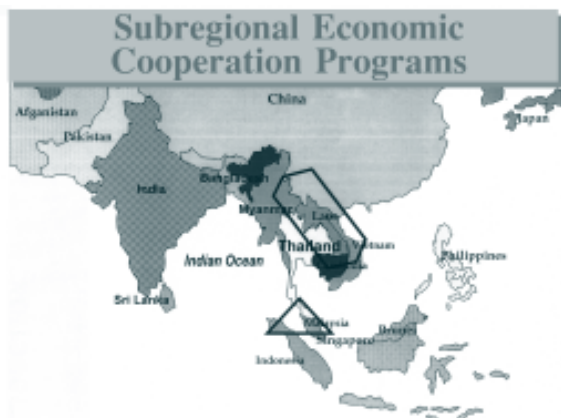 Subregional Economic
Cooperation Programs
China
Japan
Afganistan
Pakistan
India
Bangladesh
Myanmar
Laos
Thailand
Vietnam
Indian Ocean
Philippines
Sri Lanka
Malaysia
Brunei
Singapore
Indonesia